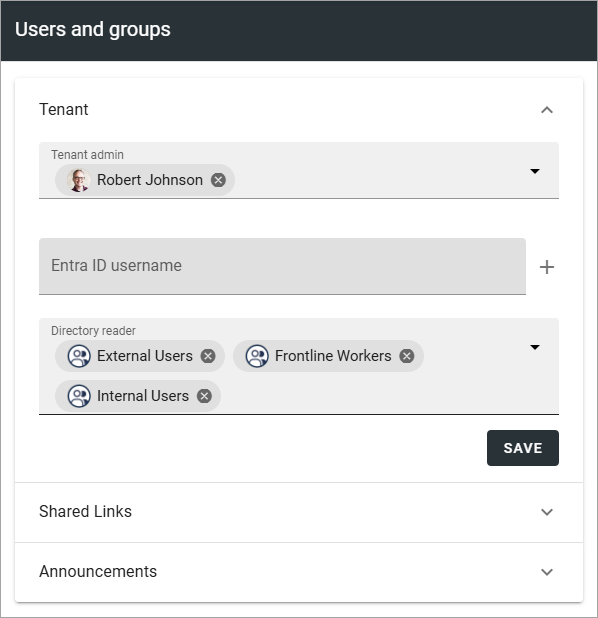 Users and groups
Tenant
Tenant admin
Robert Johnson
Entra ID username
Directory reader
External Users Frontline Workers
Internal Users
SAVE
Shared Links
Announcements